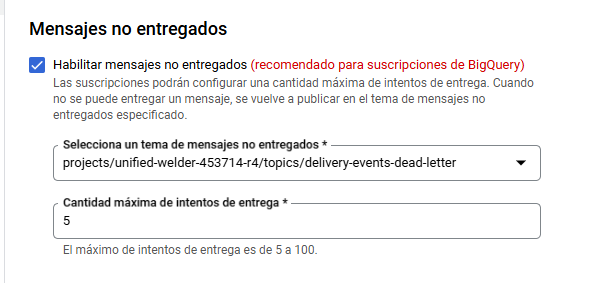 Mensajes no entregados
Habilitar mensajes no entregados (recomendado para suscripciones de BigQuery)
Las suscripciones podrán configurar una cantidad máxima de intentos de entrega. Cuando
no se puede entregar un mensaje, se vuelve a publicar en el tema de mensajes no
entregados especificado.
Selecciona un tema de mensajes no entregados *
projects/unified-welder-453714-r4/topics/delivery-events-dead-letter
Cantidad máxima de intentos de entrega *
5
El máximo de intentos de entrega es de 5 a 100.